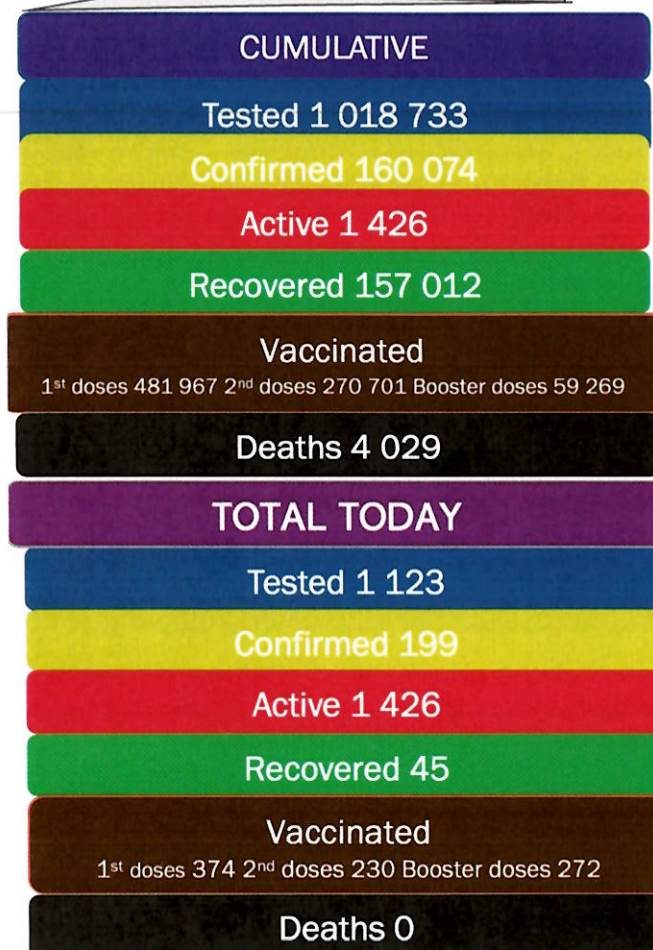 CUMULATIVE
Tested 1 018 733
Confirmed 160 074
Active 1 426
Recovered 157 012
Vaccinated
1st doses 481 967 2nd doses 270 701 Booster doses 59 269
Deaths 4 029
TOTAL TODAY
Tested 1 123
Confirmed 199
Active 1 426
Recovered 45
Vaccinated
1st doses 374 2nd doses 230 Booster doses 272
Deaths 0